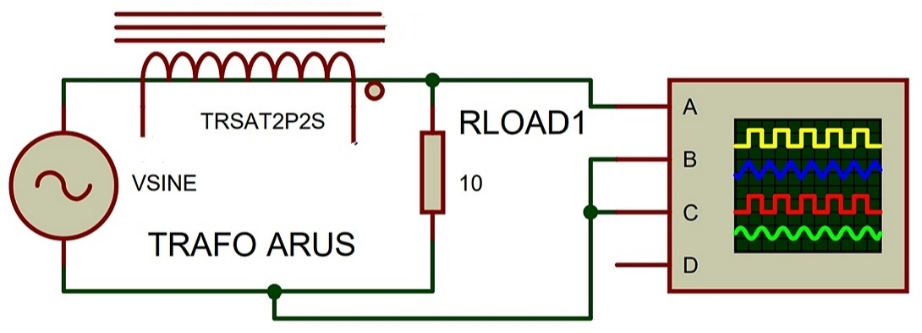 TRSAT2P2S
RLOAD1
A
B
VSINE
10
C
TRAFO ARUS
D